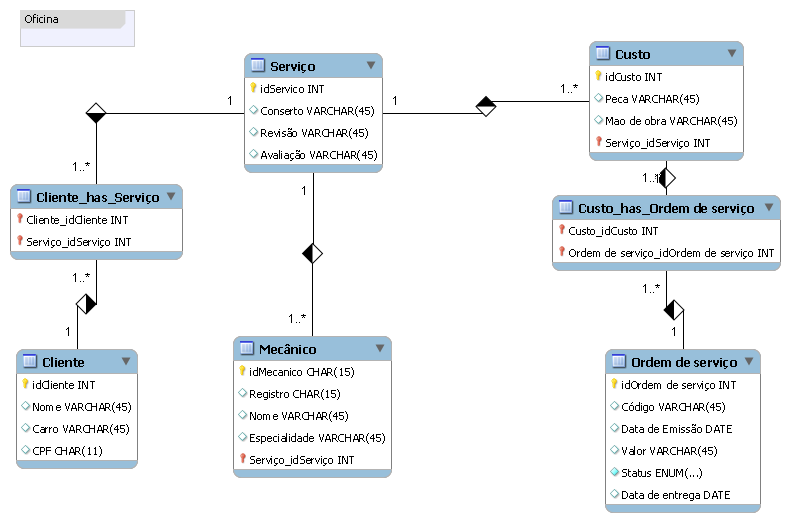 Oficina
Serviço
idServico INT
Conserto VARCHAR(45)
Revisão VARCHAR(45)
Avaliação VARCHAR(45)
1
1..*
1
1..*
1
1..*
Custo
idCusto INT
Peca VARCHAR(45)
Mao de obra VARCHAR(45)
Serviço_idServiço INT
1..*
1
Cliente_has_Serviço
Cliente_idCliente INT
Serviço_idServiço INT
1..*
1
Custo_has_Ordem de serviço
Custo_idCusto INT
Ordem de serviço_idOrdem de serviço INT
1..*
1
Cliente
idCliente INT
Nome VARCHAR(45)
Carro VARCHAR(45)
CPF CHAR(11)
Mecânico
idMecanico CHAR(15)
Registro CHAR(15)
Nome VARCHAR(45)
Especialidade VARCHAR(45)
Serviço_idServiço INT
Ordem de serviço
idOrdem de serviço INT
Código VARCHAR(45)
Data de Emissão DATE
Valor VARCHAR(45)
Status ENUM(...)
Data de entrega DATE